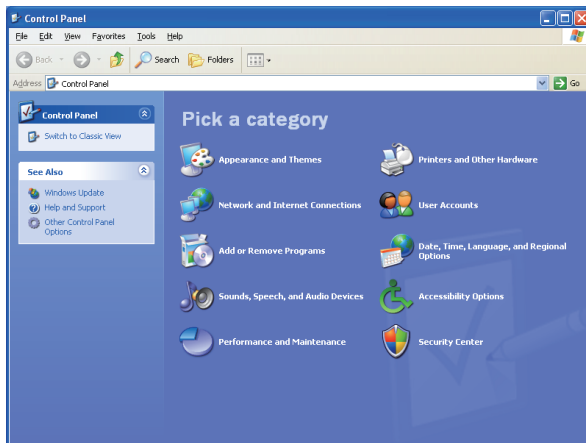 Control Panel
File Edit View Favorites Tools Help
Back Search Folders
Address Control Panel Go
Control Panel
Switch to Classic View
See Also
Windows Update
Help and Support
Other Control Panel
Options
Pick a category
Appearance and Themes
Printers and Other Hardware
Network and Internet Connections
User Accounts
Add or Remove Programs
Date, Time, Language, and Regional
Options
Sounds, Speech, and Audio Devices
Accessibility Options
Performance and Maintenance
Security Center